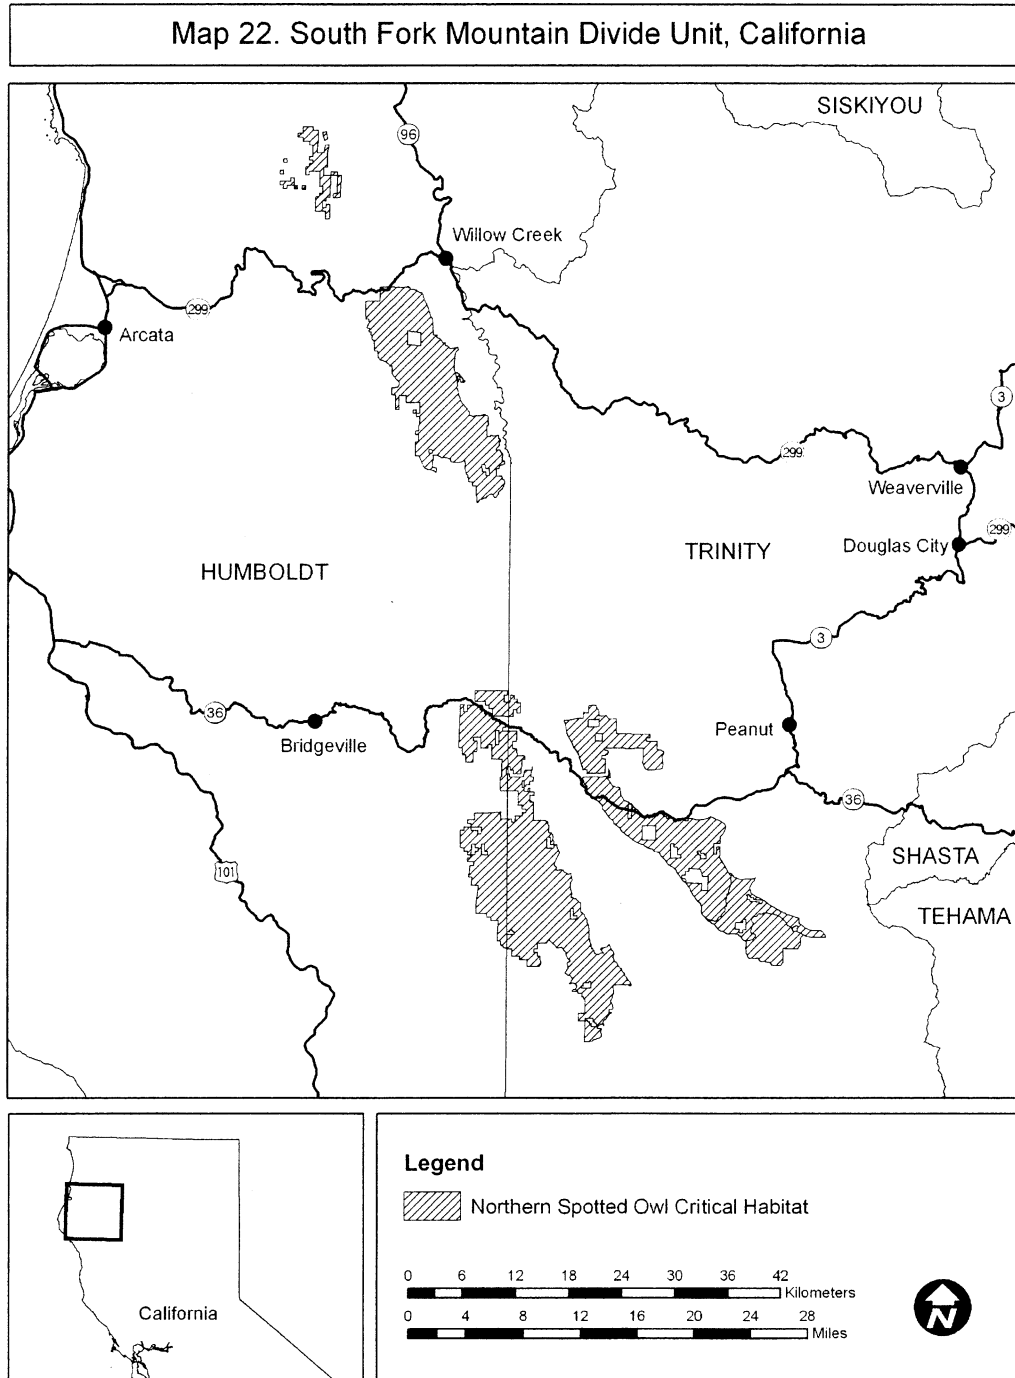 Map 22. South Fork Mountain Divide Unit, California
SISKIYOU
96
Willow Creek
299
Arcata
3
299
Weaverville
299
Douglas City
TRINITY
HUMBOLDT
3
36
Bridgeville
Peanut
36
SHASTA
101
TEHAMA
Legend
Northern Spotted Owl Critical Habitat
0 6 12 18 24 30 36 42
Kilometers
0 4 8 12 16 20 24 28
Miles
N
California